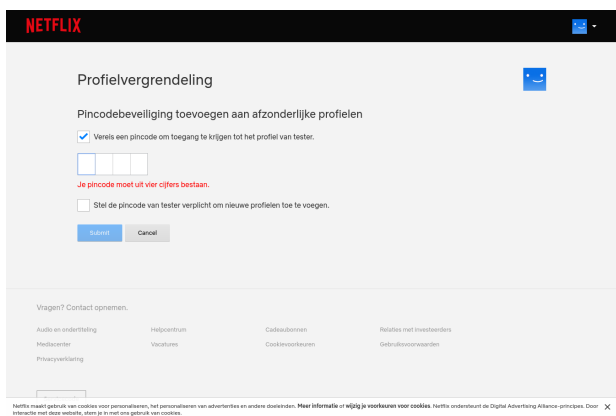 NETFLIX
Profielvergrendeling
Pincodebeveiliging toevoegen aan afzonderlijke profielen
Vereis een pincode om toegang te krijgen tot het profiel van tester.
Je pincode moet uit vier cijfers bestaan.
Stel de pincode van tester verplicht om nieuwe profielen toe te voegen.
Submit Cancel
Vragen? Contact opnemen.
Audio en ondertiteling Helpcentrum Cadeaubonnen Relaties met investeerders
Mediacenter Vacatures Cookievoorkeuren Gebruiksvoorwaarden
Privacyverklaring
Netflix maakt gebruik van cookies voor personaliseren, het personaliseren van advertenties en andere doeleinden. Meer informatie of wijzig je voorkeuren voor cookies. Netflix ondersteunt de Digital Advertising Alliance-principes. Door
interactie met deze website, stem je in met ons gebruik van cookies.